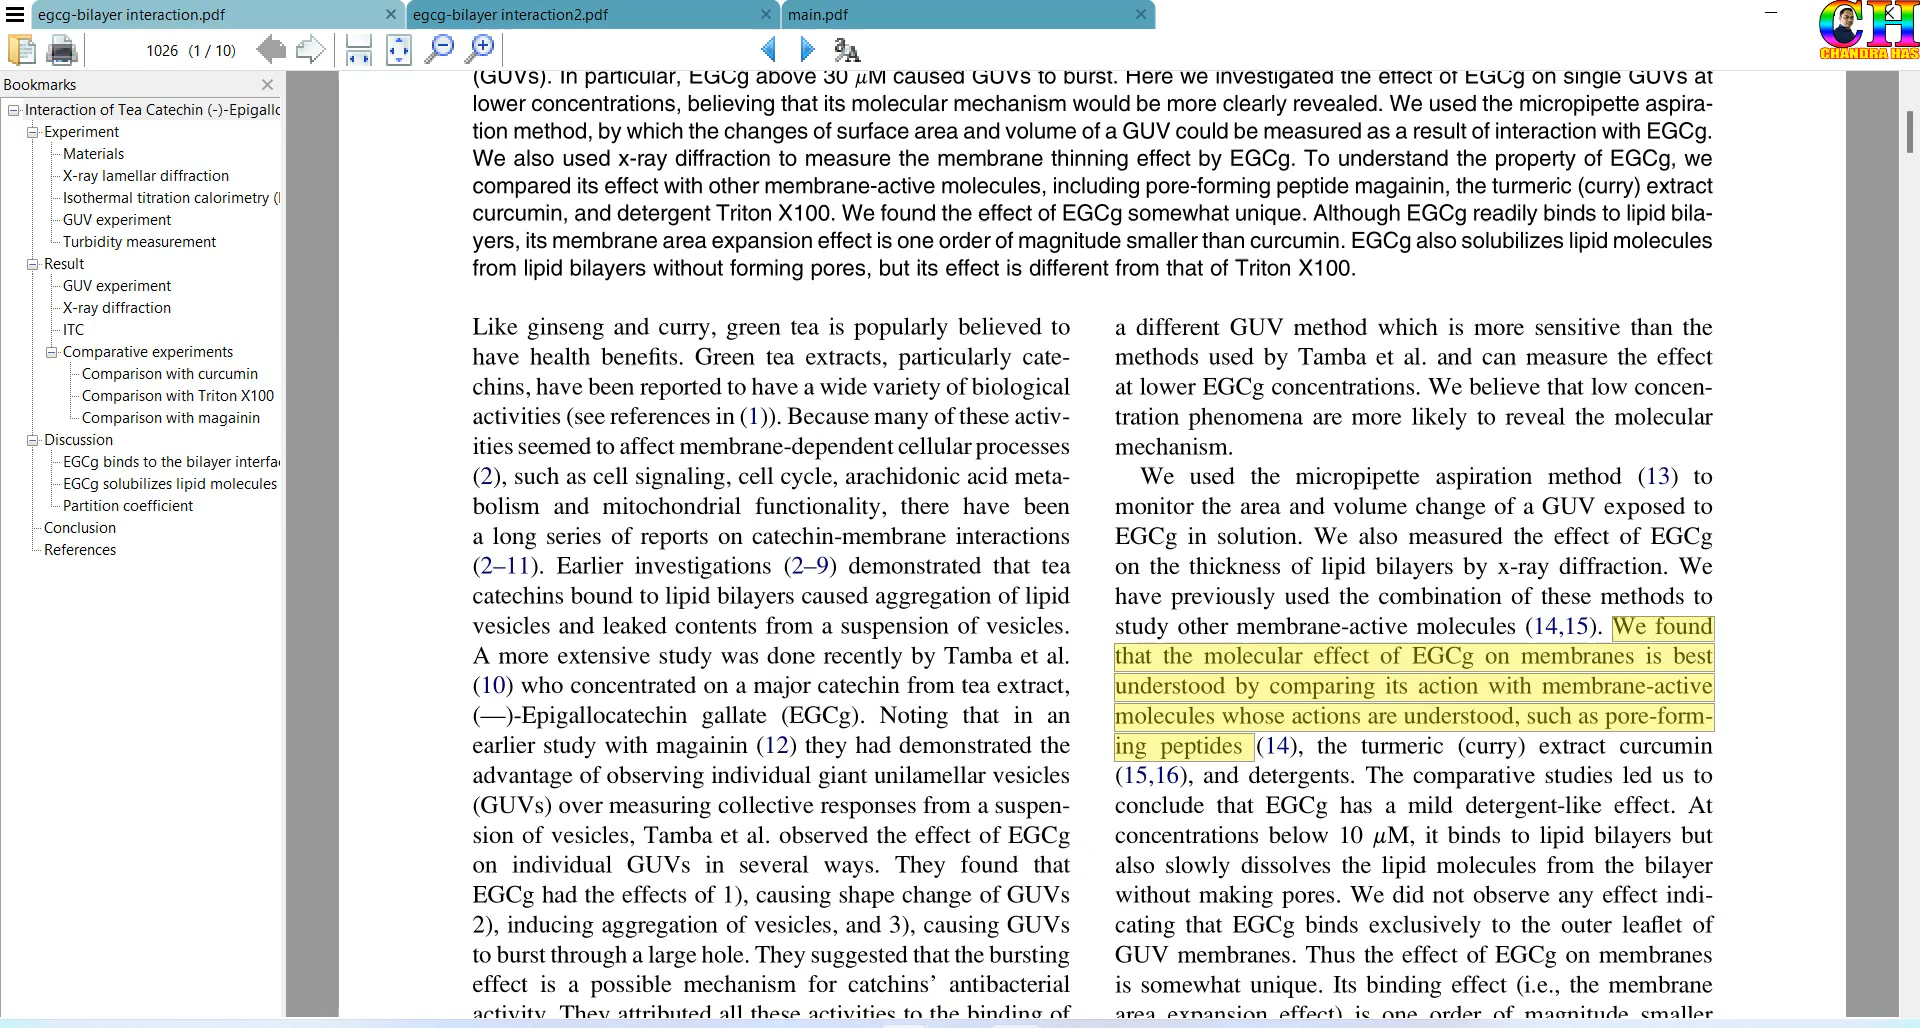 egcg-bilayer interaction.pdf
egcg-bilayer interaction2.pdf
main.pdf
1026 (1 / 10)
CH
CHANDRA HAS
Bookmarks
Interaction of Tea Catechin (-)-Epigallo
Experiment
Materials
X-ray lamellar diffraction
Isothermal titration calorimetry (
GUV experiment
Turbidity measurement
Result
GUV experiment
X-ray diffraction
ITC
Comparative experiments
Comparison with curcumin
Comparison with Triton X100
Comparison with magainin
Discussion
EGCg binds to the bilayer interfa
EGCg solubilizes lipid molecules
Partition coefficient
Conclusion
References
(GUVs). In particular, EGCg above 30 μM caused GUVs to burst. Here we investigated the effect of EGCg on single GUVs at
lower concentrations, believing that its molecular mechanism would be more clearly revealed. We used the micropipette aspira-
tion method, by which the changes of surface area and volume of a GUV could be measured as a result of interaction with EGCg.
We also used x-ray diffraction to measure the membrane thinning effect by EGCg. To understand the property of EGCg, we
compared its effect with other membrane-active molecules, including pore-forming peptide magainin, the turmeric (curry) extract
curcumin, and detergent Triton X100. We found the effect of EGCg somewhat unique. Although EGCg readily binds to lipid bila-
yers, its membrane area expansion effect is one order of magnitude smaller than curcumin. EGCg also solubilizes lipid molecules
from lipid bilayers without forming pores, but its effect is different from that of Triton X100.
Like ginseng and curry, green tea is popularly believed to
have health benefits. Green tea extracts, particularly cate-
chins, have been reported to have a wide variety of biological
activities (see references in (1)). Because many of these activ-
ities seemed to affect membrane-dependent cellular processes
(2), such as cell signaling, cell cycle, arachidonic acid meta-
bolism and mitochondrial functionality, there have been
a long series of reports on catechin-membrane interactions
(2–11). Earlier investigations (2–9) demonstrated that tea
catechins bound to lipid bilayers caused aggregation of lipid
vesicles and leaked contents from a suspension of vesicles.
A more extensive study was done recently by Tamba et al.
(10) who concentrated on a major catechin from tea extract,
(—)-Epigallocatechin gallate (EGCg). Noting that in an
earlier study with magainin (12) they had demonstrated the
advantage of observing individual giant unilamellar vesicles
(GUVs) over measuring collective responses from a suspen-
sion of vesicles, Tamba et al. observed the effect of EGCg
on individual GUVs in several ways. They found that
EGCg had the effects of 1), causing shape change of GUVs
2), inducing aggregation of vesicles, and 3), causing GUVs
to burst through a large hole. They suggested that the bursting
effect is a possible mechanism for catchins’ antibacterial
activity. They attributed all these activities to the binding of
a different GUV method which is more sensitive than the
methods used by Tamba et al. and can measure the effect
at lower EGCg concentrations. We believe that low concen-
tration phenomena are more likely to reveal the molecular
mechanism.
We used the micropipette aspiration method (13) to
monitor the area and volume change of a GUV exposed to
EGCg in solution. We also measured the effect of EGCg
on the thickness of lipid bilayers by x-ray diffraction. We
have previously used the combination of these methods to
study other membrane-active molecules (14,15). We found
that the molecular effect of EGCg on membranes is best
understood by comparing its action with membrane-active
molecules whose actions are understood, such as pore-form-
ing peptides (14), the turmeric (curry) extract curcumin
(15,16), and detergents. The comparative studies led us to
conclude that EGCg has a mild detergent-like effect. At
concentrations below 10 μM, it binds to lipid bilayers but
also slowly dissolves the lipid molecules from the bilayer
without making pores. We did not observe any effect indi-
cating that EGCg binds exclusively to the outer leaflet of
GUV membranes. Thus the effect of EGCg on membranes
is somewhat unique. Its binding effect (i.e., the membrane
area expansion effect) is one order of magnitude smaller